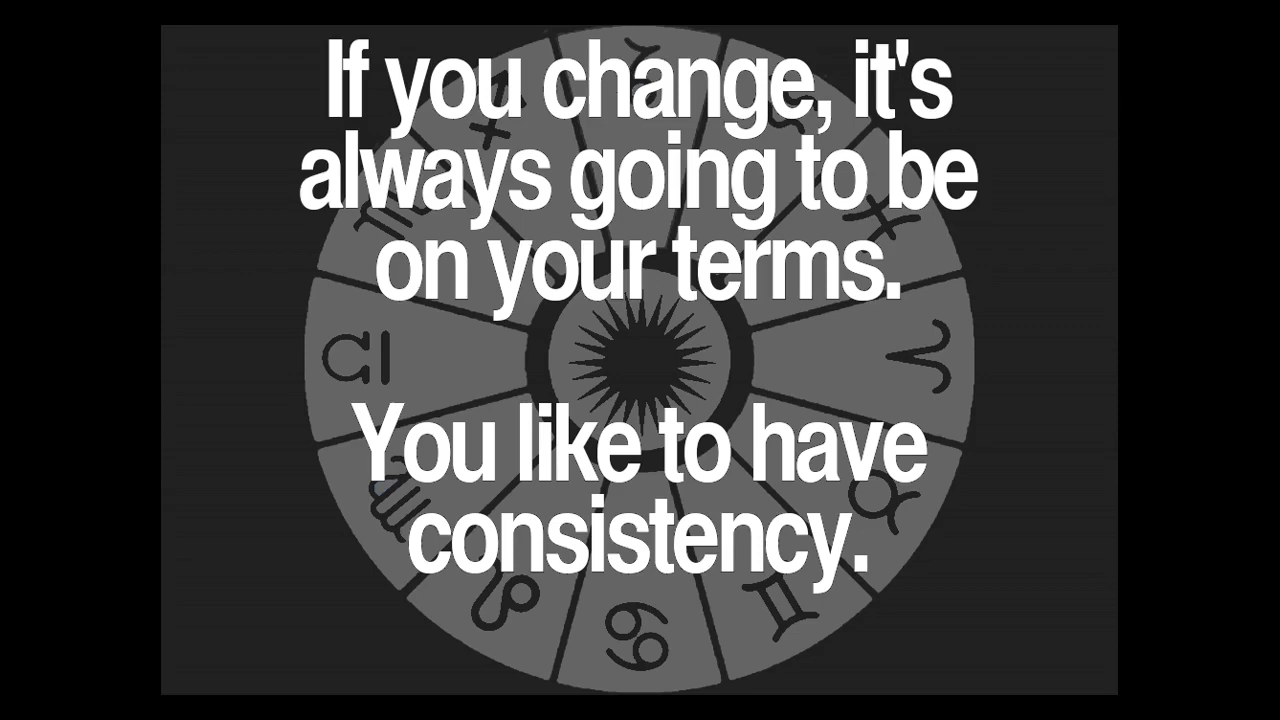 If you change, it's
always going to be
on your terms.
You like to have
consistency.